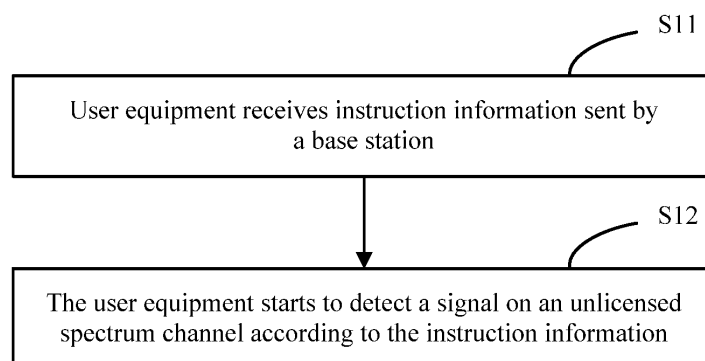 S11
User equipment receives instruction information sent by
a base station
S12
The user equipment starts to detect a signal on an unlicensed
spectrum channel according to the instruction information